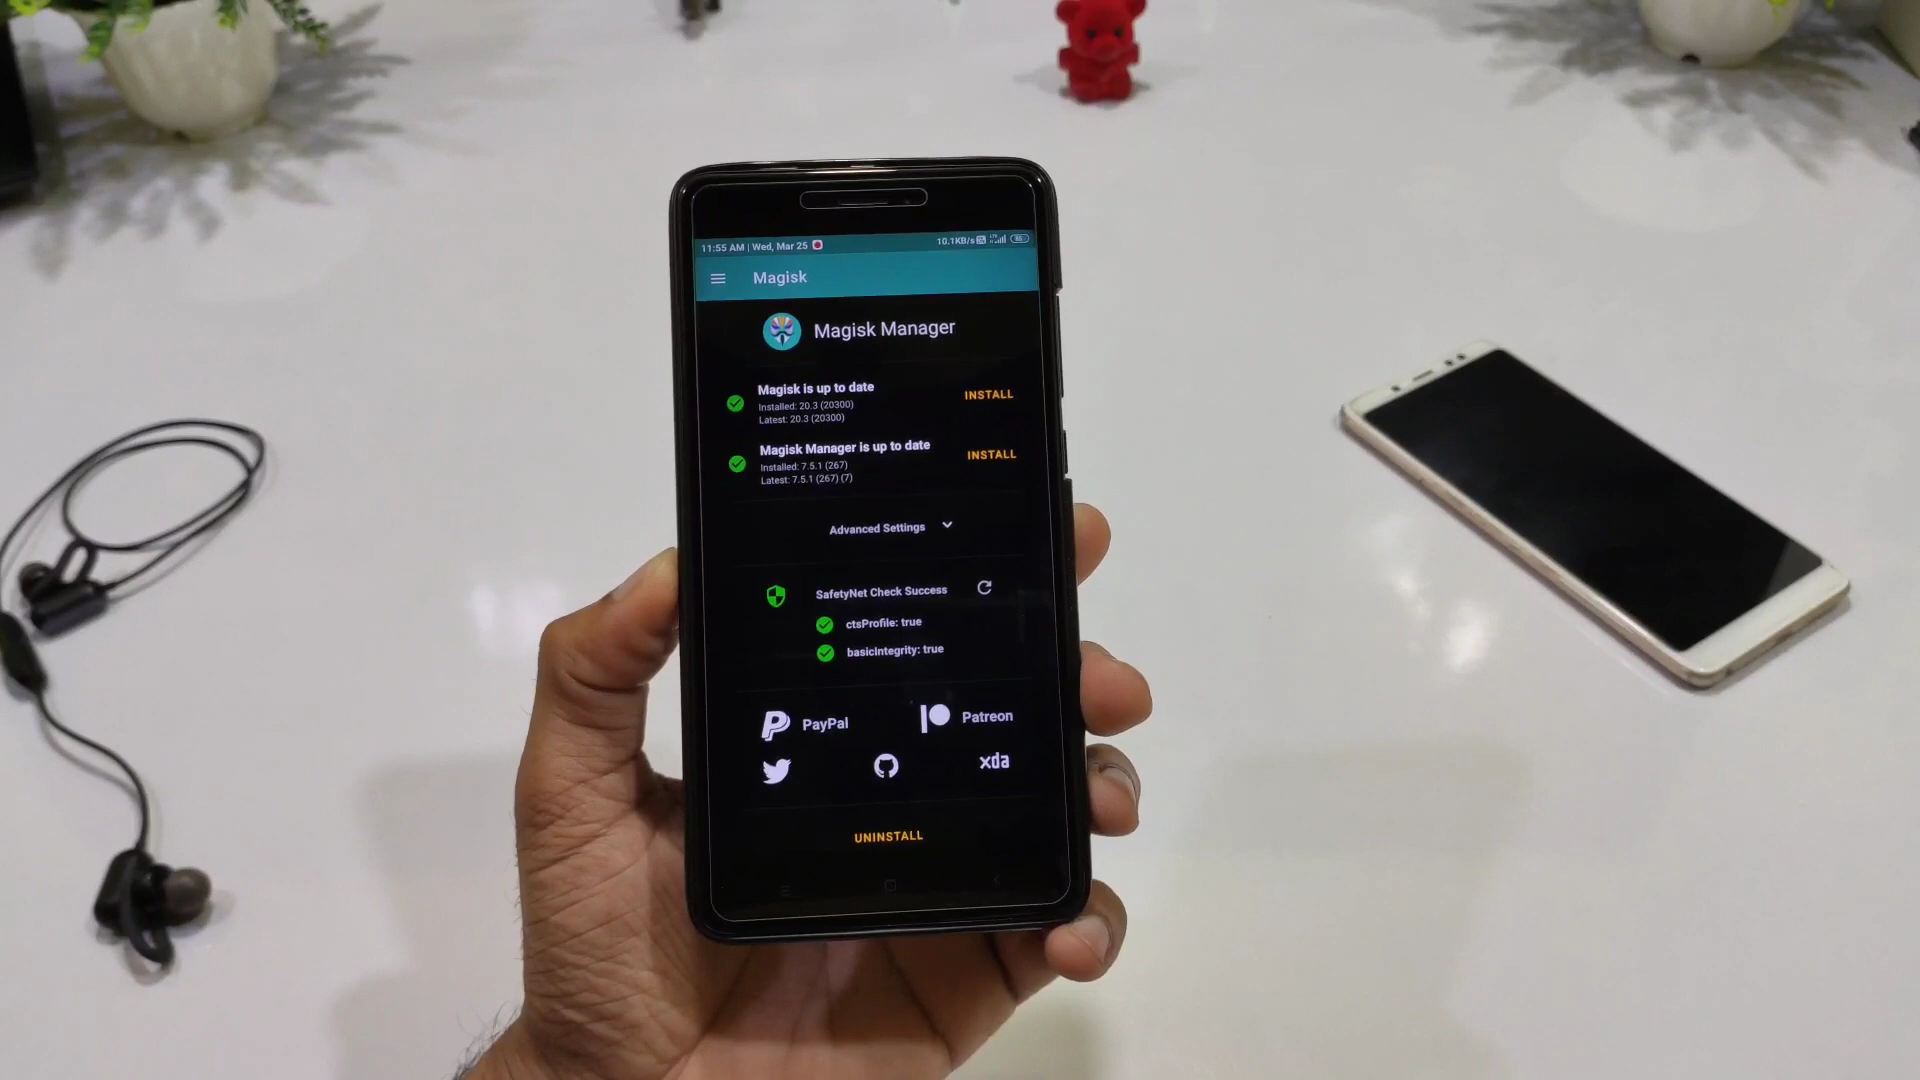 11:55 AM | Wed, Mar 25 10.1KB/s
Magisk
Magisk Manager
Magisk is up to date
Installed: 20.3 (20300)
Latest: 20.3 (20300)
INSTALL
Magisk Manager is up to date
Installed: 7.5.1 (267)
Latest: 7.5.1 (267) (7)
INSTALL
Advanced Settings
SafetyNet Check Success
ctsProfile: true
basicIntegrity: true
PayPal Patreon
xda
UNINSTALL